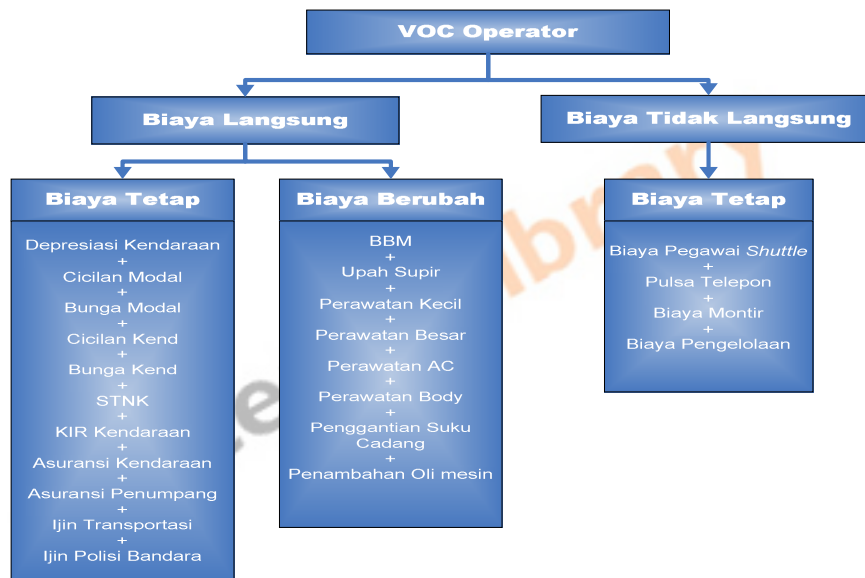 VOC Operator
Biaya Langsung
Biaya Tidak Langsung
Biaya Tetap
Depresiasi Kendaraan
+
Cicilan Modal
+
Bunga Modal
+
Cicilan Kend
+
Bunga Kend
+
STNK
+
KIR Kendaraan
+
Asuransi Kendaraan
+
Asuransi Penumpang
+
Ijin Transportasi
+
Ijin Polisi Bandara
Biaya Berubah
BBM
+
Upah Supir
+
Perawatan Kecil
+
Perawatan Besar
+
Perawatan AC
+
Perawatan Body
+
Penggantian Suku
Cadang
+
Penambahan Oli mesin
Biaya Tetap
Biaya Pegawai Shuttle
+
Pulsa Telepon
+
Biaya Montir
+
Biaya Pengelolaan